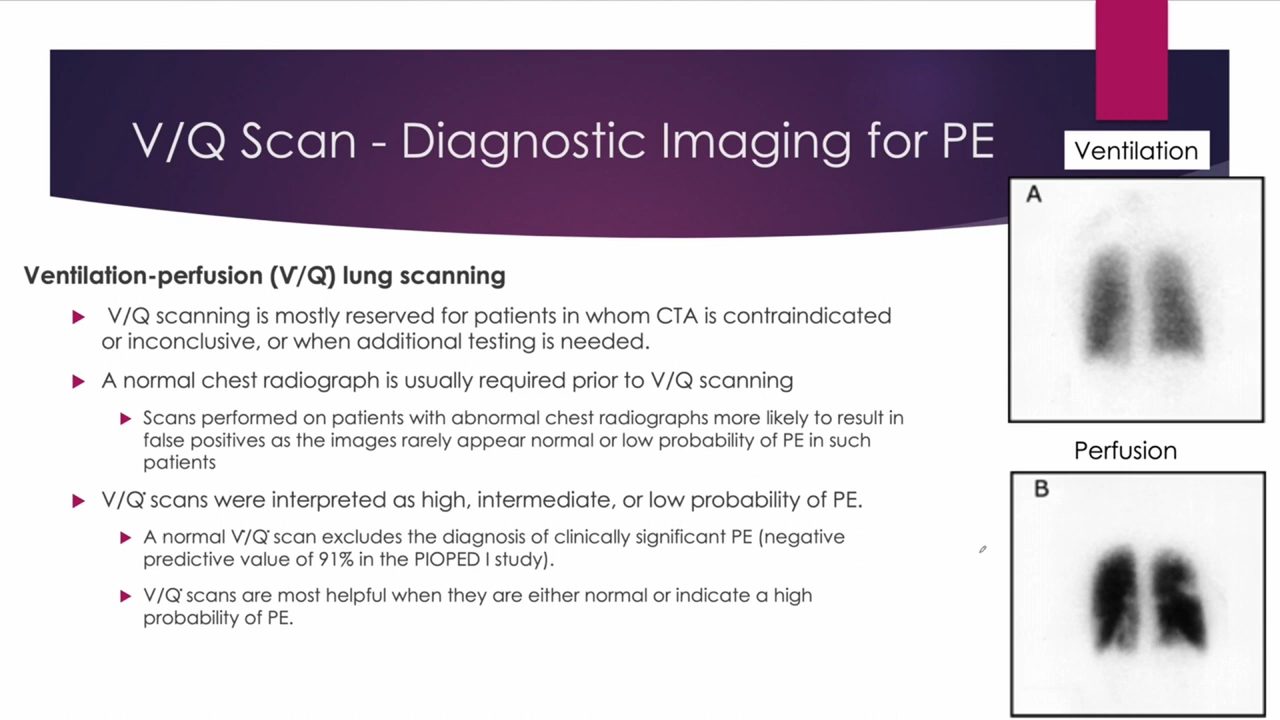 V/Q Scan - Diagnostic Imaging for PE
Ventilation
A
Ventilation-perfusion (V̇/Q̇) lung scanning
V/Q scanning is mostly reserved for patients in whom CTA is contraindicated
or inconclusive, or when additional testing is needed.
A normal chest radiograph is usually required prior to V/Q scanning
Scans performed on patients with abnormal chest radiographs more likely to result in
false positives as the images rarely appear normal or low probability of PE in such
patients
V/Q̇ scans were interpreted as high, intermediate, or low probability of PE.
A normal V̇/Q̇ scan excludes the diagnosis of clinically significant PE (negative
predictive value of 91% in the PIOPED I study).
V/Q̇ scans are most helpful when they are either normal or indicate a high
probability of PE.
Perfusion
B